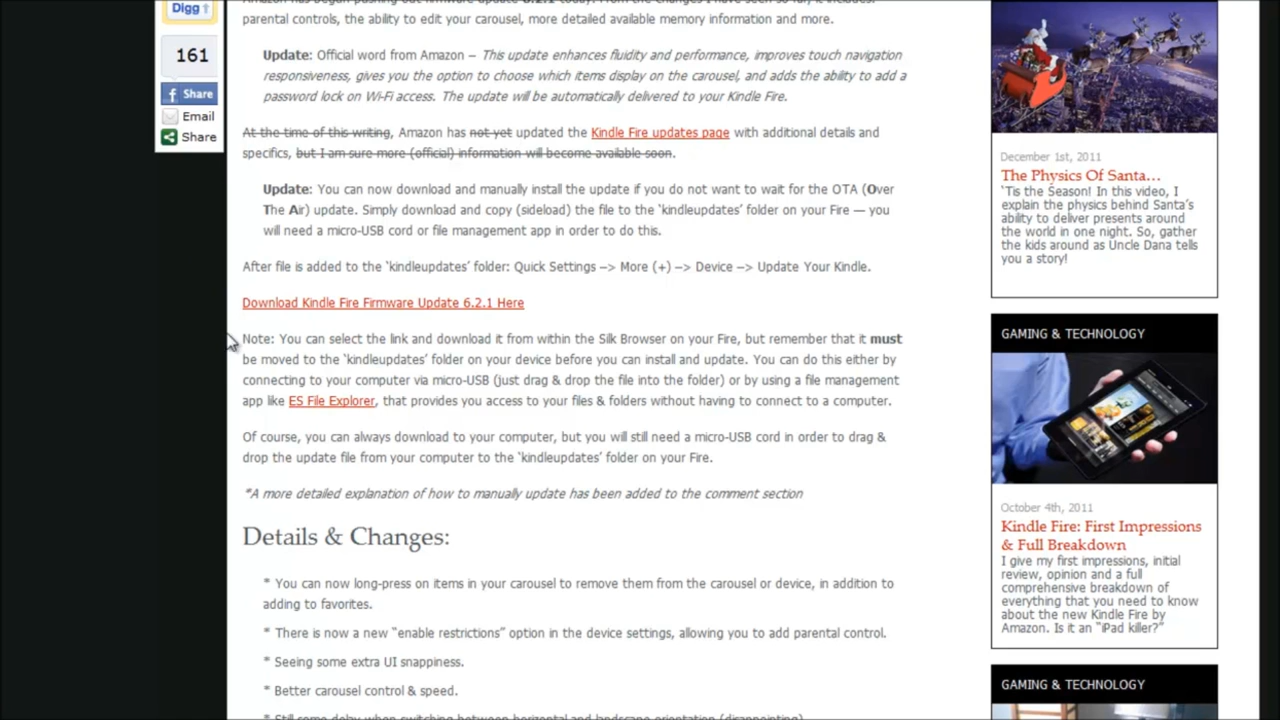 Digg
161
Share
Email
Share
Amazon has began pushing out firmware update 6.2.1 today. From the changes I have seen so far, it includes:
parental controls, the ability to edit your carousel, more detailed available memory information and more.
Update: Official word from Amazon – This update enhances fluidity and performance, improves touch navigation
responsiveness, gives you the option to choose which items display on the carousel, and adds the ability to add a
password lock on Wi-Fi access. The update will be automatically delivered to your Kindle Fire.
At the time of this writing, Amazon has not yet updated the Kindle Fire updates page with additional details and
specifics, but I am sure more (official) information will become available soon.
Update: You can now download and manually install the update if you do not want to wait for the OTA (Over
The Air) update. Simply download and copy (sideload) the file to the ‘kindleupdates’ folder on your Fire — you
will need a micro-USB cord or file management app in order to do this.
After file is added to the ‘kindleupdates’ folder: Quick Settings –> More (+) –> Device –> Update Your Kindle.
Download Kindle Fire Firmware Update 6.2.1 Here
Note: You can select the link and download it from within the Silk Browser on your Fire, but remember that it must
be moved to the ‘kindleupdates’ folder on your device before you can install and update. You can do this either by
connecting to your computer via micro-USB (just drag & drop the file into the folder) or by using a file management
app like ES File Explorer, that provides you access to your files & folders without having to connect to a computer.
Of course, you can always download to your computer, but you will still need a micro-USB cord in order to drag &
drop the update file from your computer to the ‘kindleupdates’ folder on your Fire.
*A more detailed explanation of how to manually update has been added to the comment section
Details & Changes:
* You can now long-press on items in your carousel to remove them from the carousel or device, in addition to
adding to favorites.
* There is now a new “enable restrictions” option in the device settings, allowing you to add parental control.
* Seeing some extra UI snappiness.
* Better carousel control & speed.
* Still some delay when switching between horizontal and landscape orientation (disappointing)
December 1st, 2011
The Physics Of Santa…
‘Tis the Season! In this video, I
explain the physics behind Santa’s
ability to deliver presents around
the world in one night. So, gather
the kids around as Uncle Dana tells
you a story!
GAMING & TECHNOLOGY
October 4th, 2011
Kindle Fire: First Impressions
& Full Breakdown
I give my first impressions, initial
review, opinion and a full
comprehensive breakdown of
everything that you need to know
about the new Kindle Fire by
Amazon. Is it an “iPad killer?”
GAMING & TECHNOLOGY